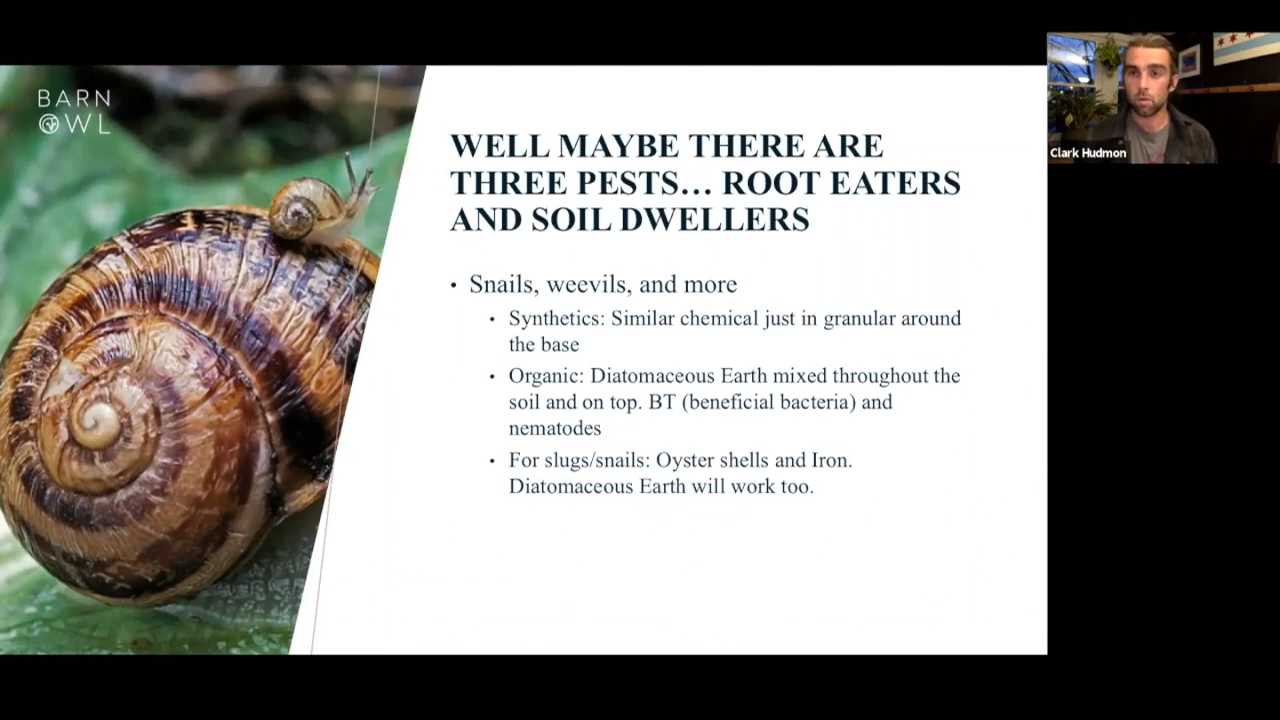 BARN
OWL
WELL MAYBE THERE ARE
THREE PESTS… ROOT EATERS
AND SOIL DWELLERS
• Snails, weevils, and more
• Synthetics: Similar chemical just in granular around
the base
• Organic: Diatomaceous Earth mixed throughout the
soil and on top. BT (beneficial bacteria) and
nematodes
• For slugs/snails: Oyster shells and Iron.
Diatomaceous Earth will work too.
Clark Hudmon